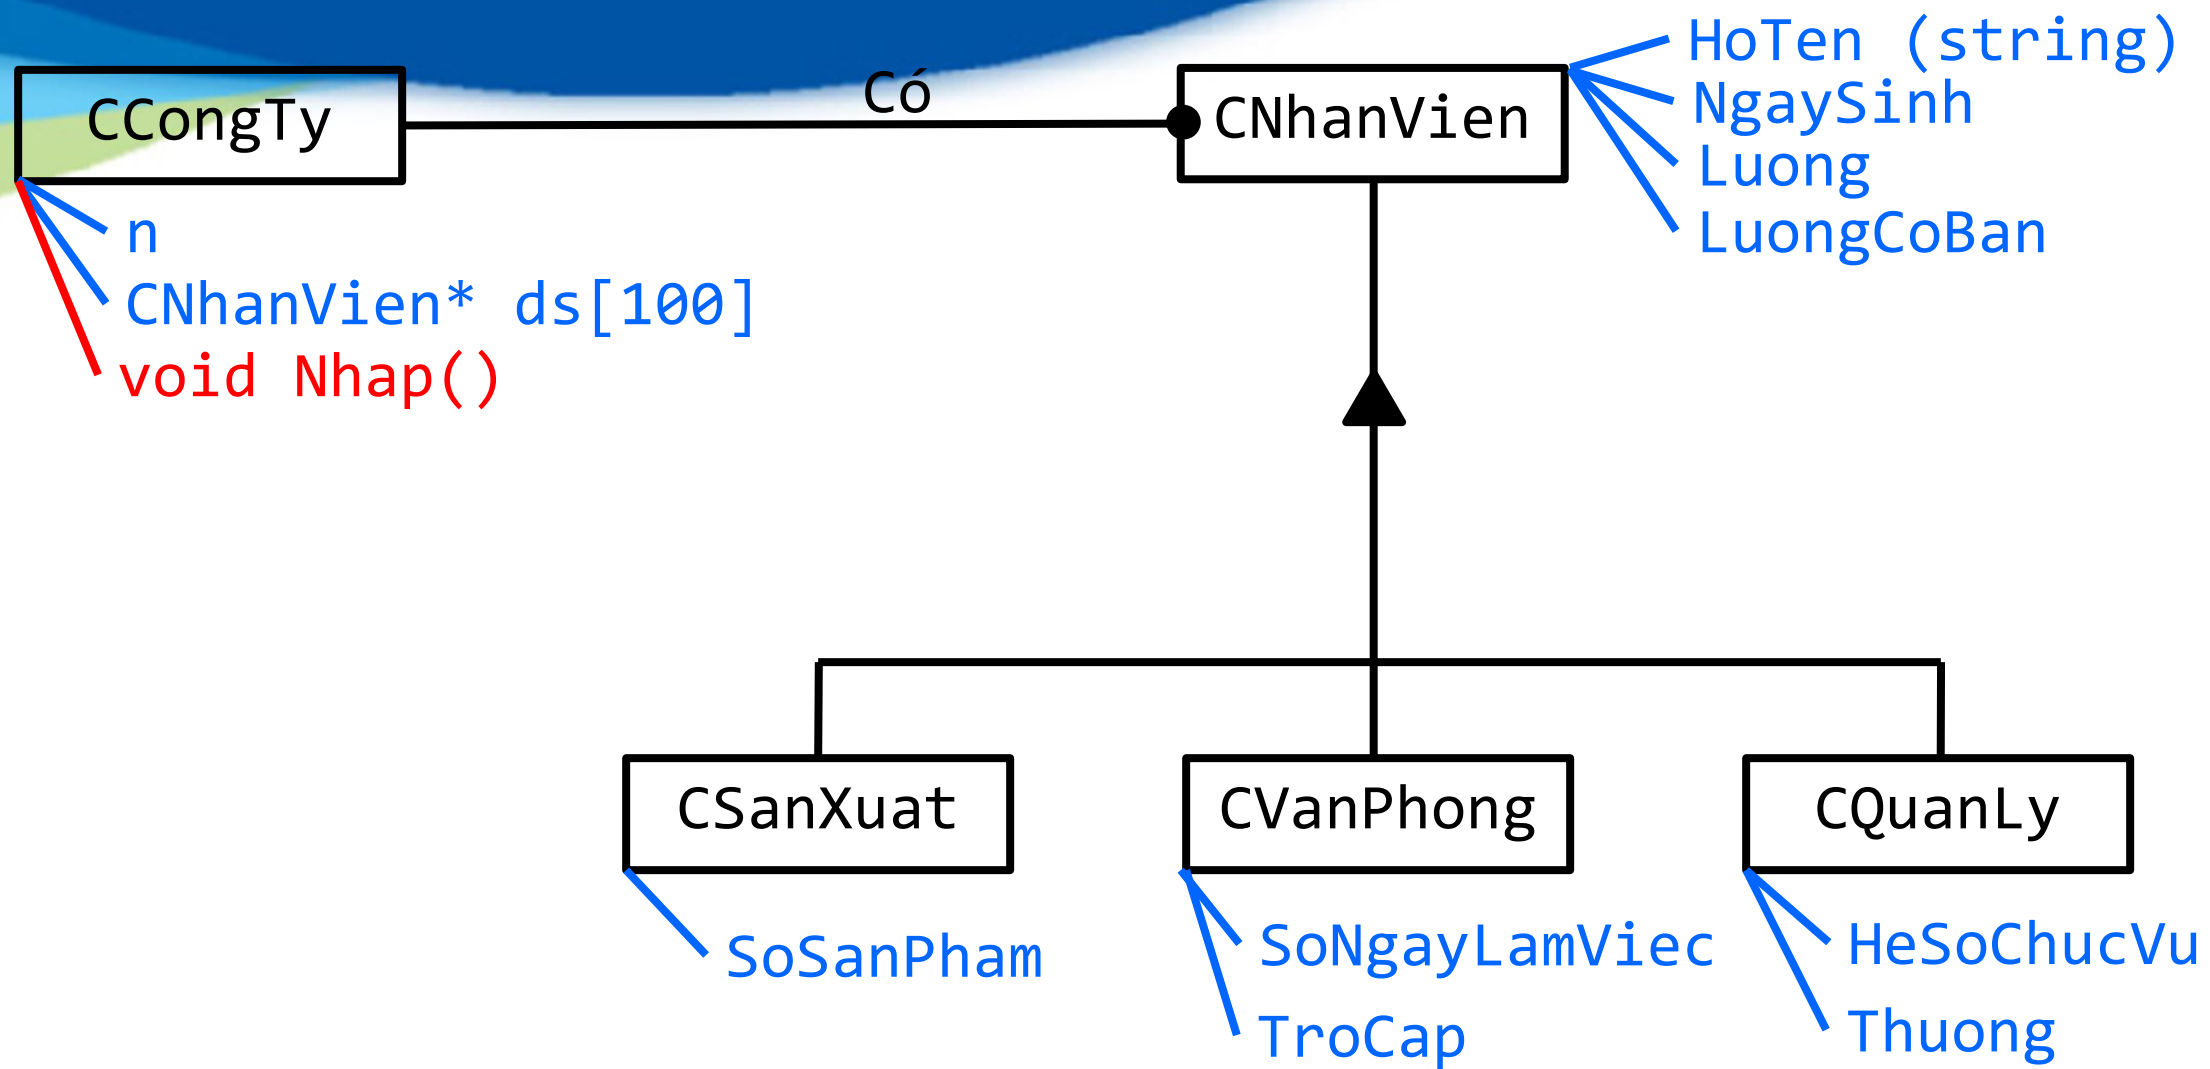 CCongTy
n
CNhanVien* ds[100]
void Nhap()
Có
CNhanVien
HoTen (string)
NgaySinh
Luong
LuongCoBan
CSanXuat
SoSanPham
CVanPhong
SoNgayLamViec
TroCap
CQuanLy
HeSoChucVu
Thuong